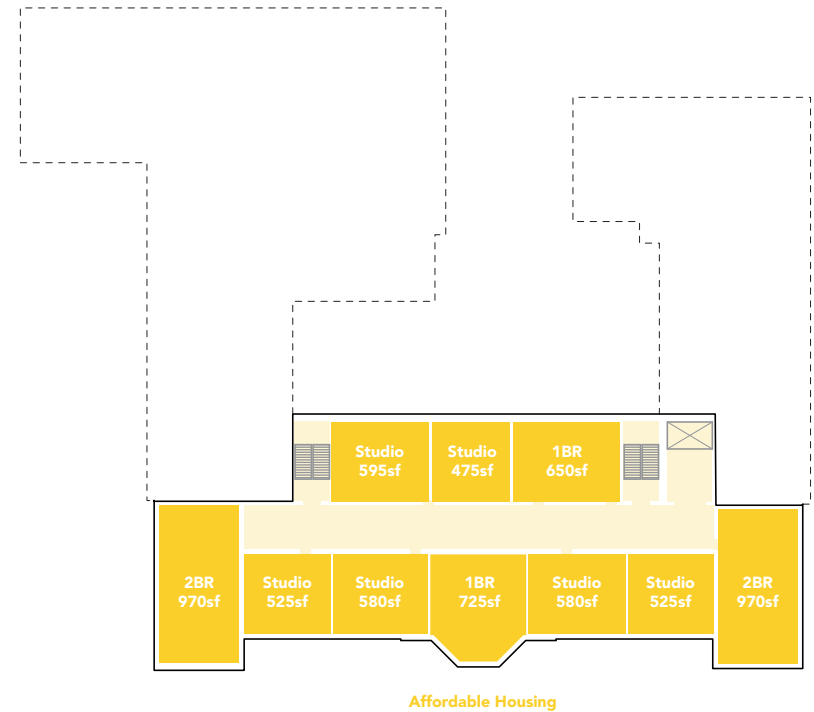 Studio
595sf
Studio
475sf
1BR
650sf
2BR
970sf
Studio
525sf
Studio
580sf
1BR
725sf
Studio
580sf
Studio
525sf
2BR
970sf
Affordable Housing